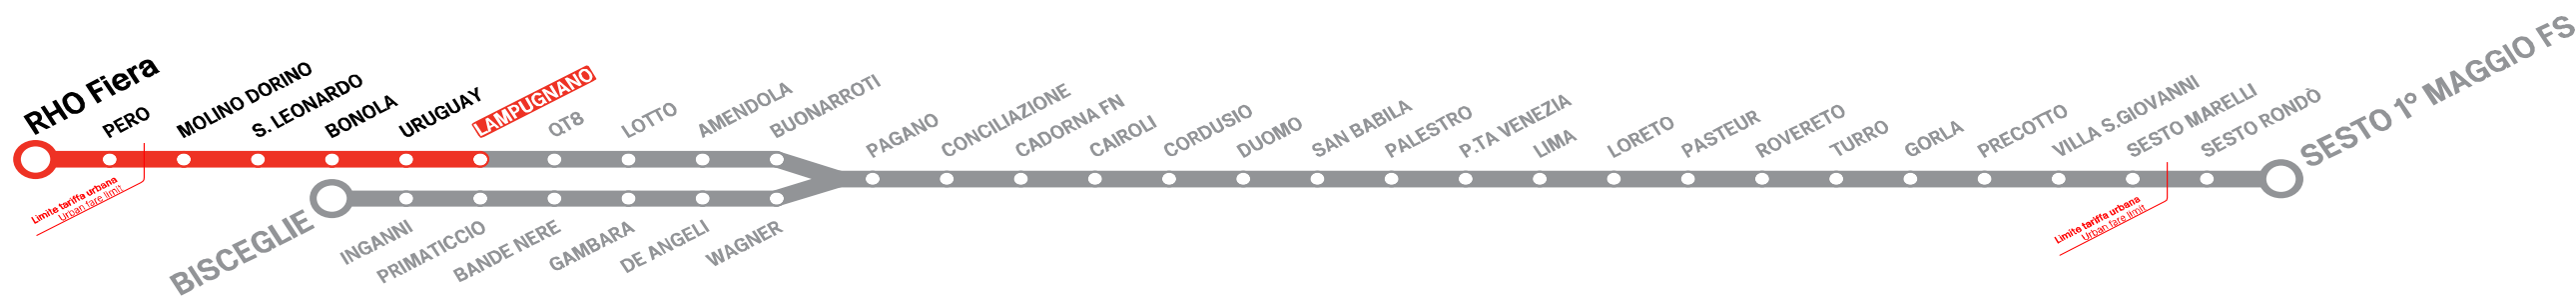 RHO Fiera
PERO
MOLINO DORINO
S. LEONARDO
BONOLA
URUGUAY
LAMPUGNANO
QT8
LOTTO
AMENDOLA
BUONARROTI
PAGANO
CONCILIAZIONE
CADORNA FN
CAIROLI
CORDUSIO
DUOMO
SAN BABILA
PALESTRO
P.TA VENEZIA
LIMA
LORETO
PASTEUR
ROVERETO
TURRO
GORLA
PRECOTTO
VILLA S.GIOVANNI
SESTO MARELLI
SESTO RONDÒ
SESTO 1° MAGGIO FS
Limite tariffa urbana
Urban fare limit
BISCEGLIE
INGANNI
PRIMATICCIO
BANDE NERE
GAMBARA
DE ANGELI
WAGNER
Limite tariffa urbana
Urban fare limit